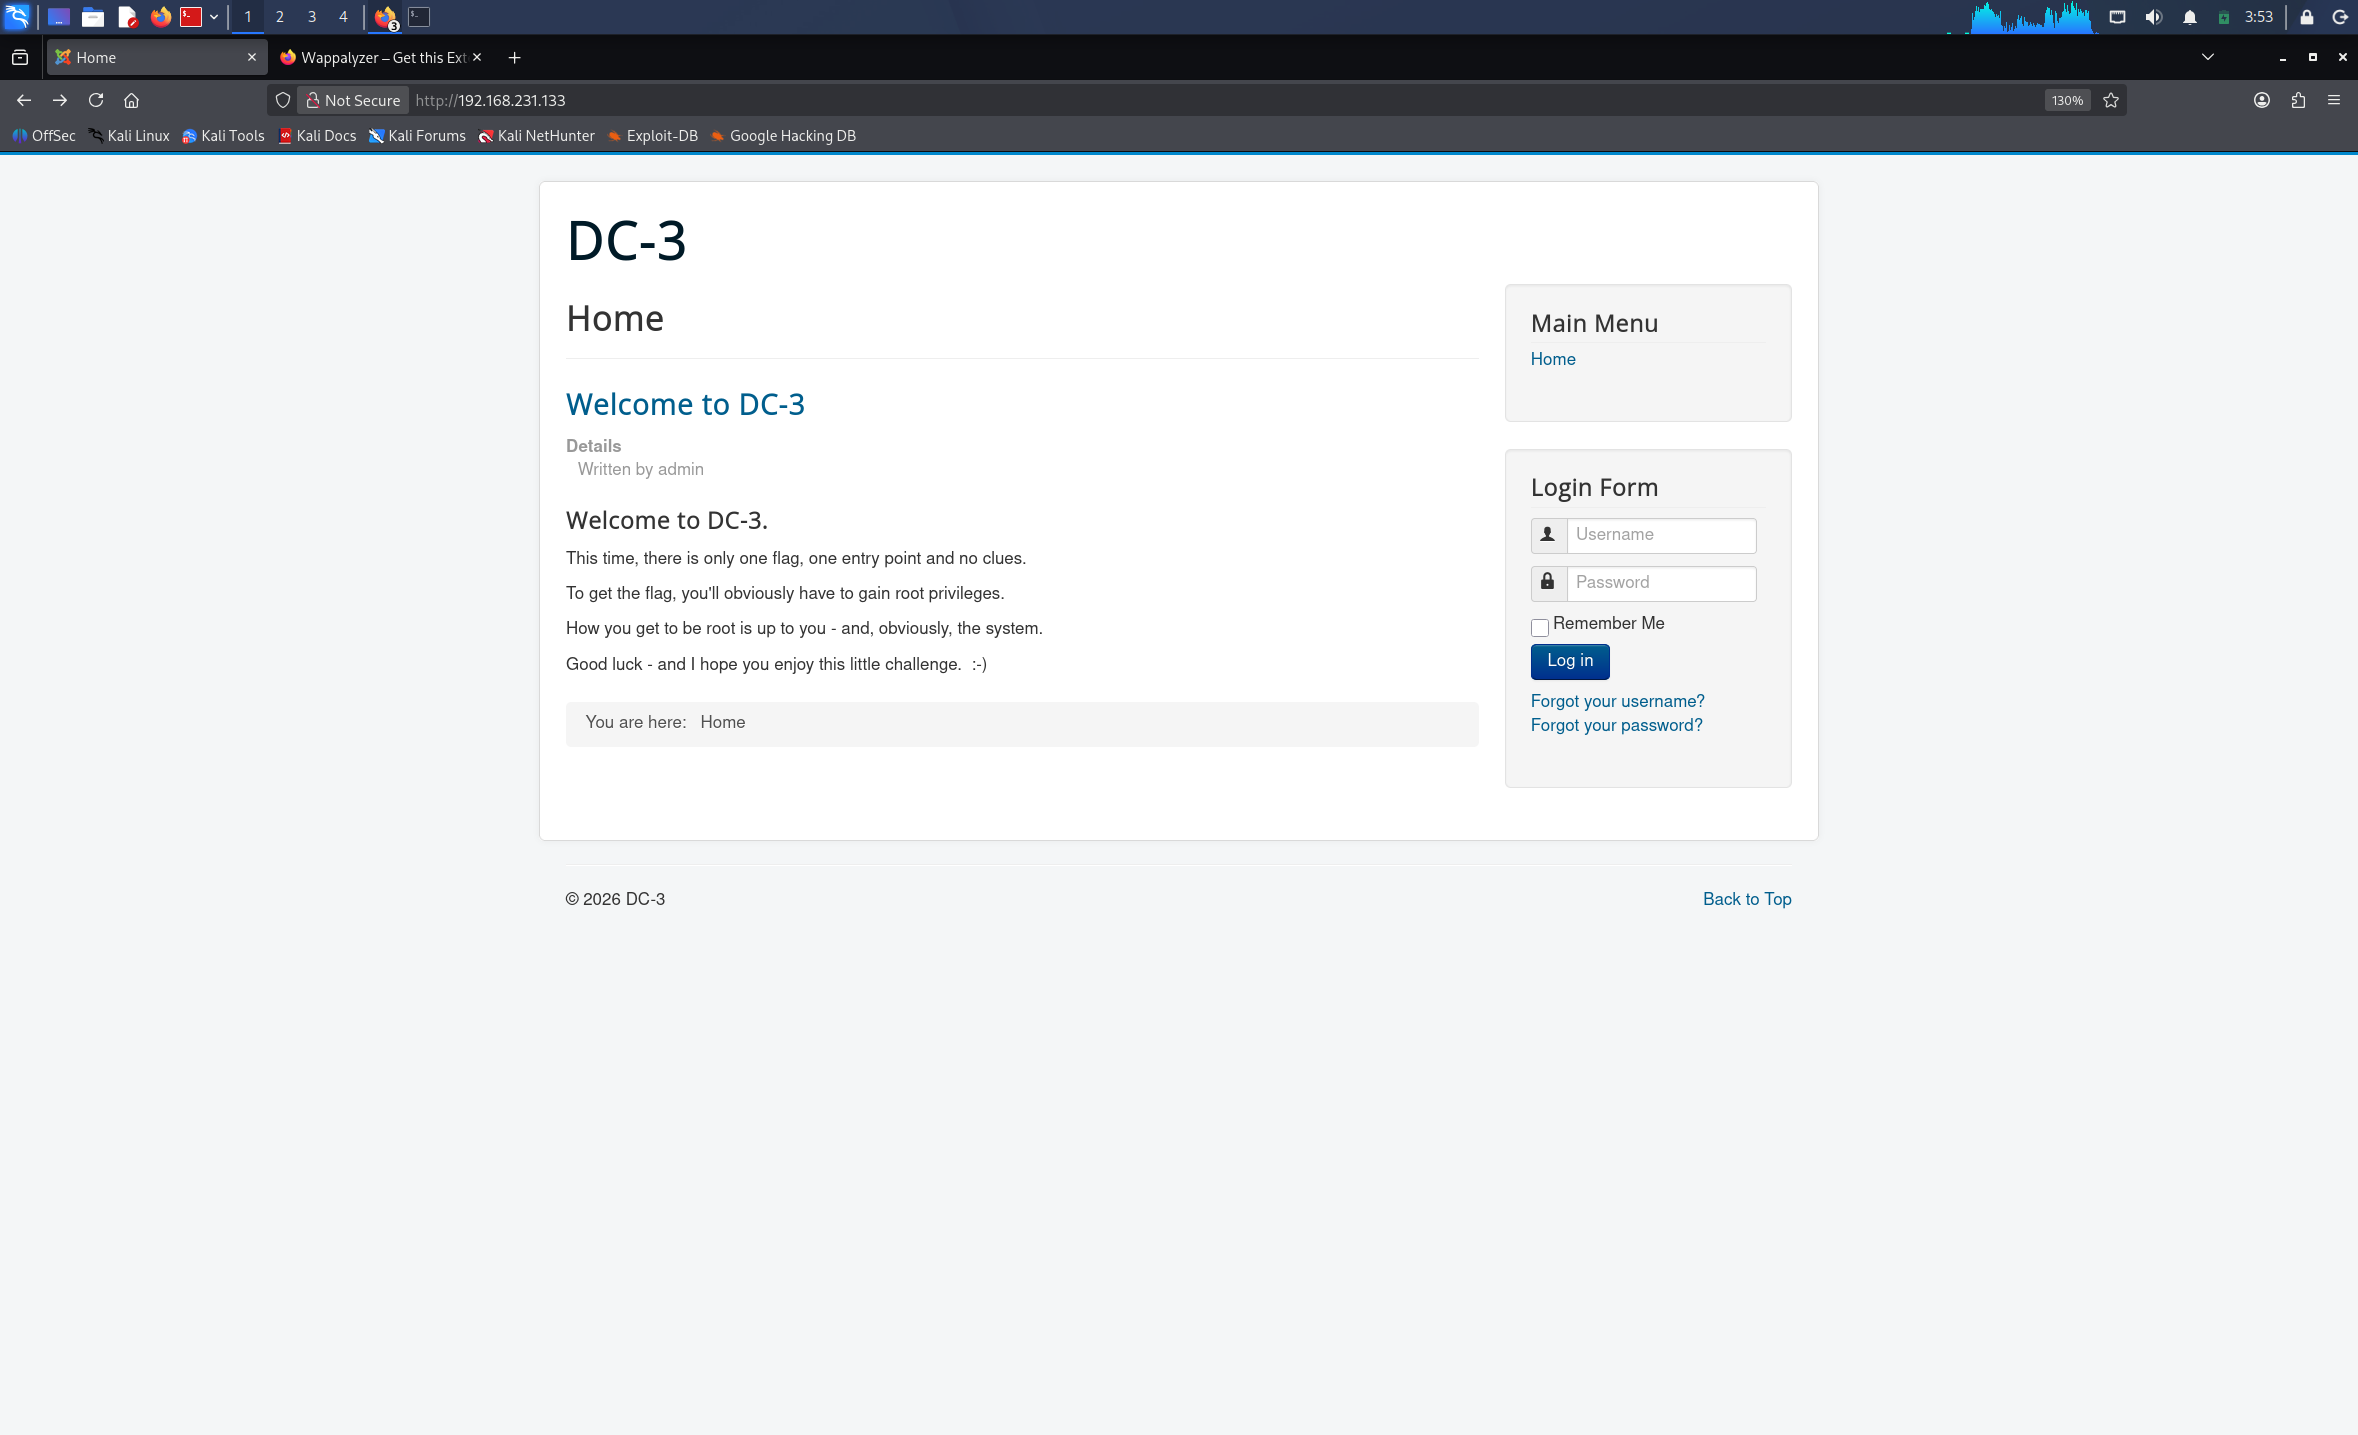 1 2 3 4 3 3:53
Home Wappalyzer – Get this Ext
Not Secure http://192.168.231.133 130%
OffSec Kali Linux Kali Tools Kali Docs Kali Forums Kali NetHunter Exploit-DB Google Hacking DB
DC-3
Home
Welcome to DC-3
Details
Written by admin
Welcome to DC-3.
This time, there is only one flag, one entry point and no clues.
To get the flag, you'll obviously have to gain root privileges.
How you get to be root is up to you - and, obviously, the system.
Good luck - and I hope you enjoy this little challenge. :-)
You are here: Home
Main Menu
Home
Login Form
Username
Password
Remember Me
Log in
Forgot your username?
Forgot your password?
© 2026 DC-3
Back to Top